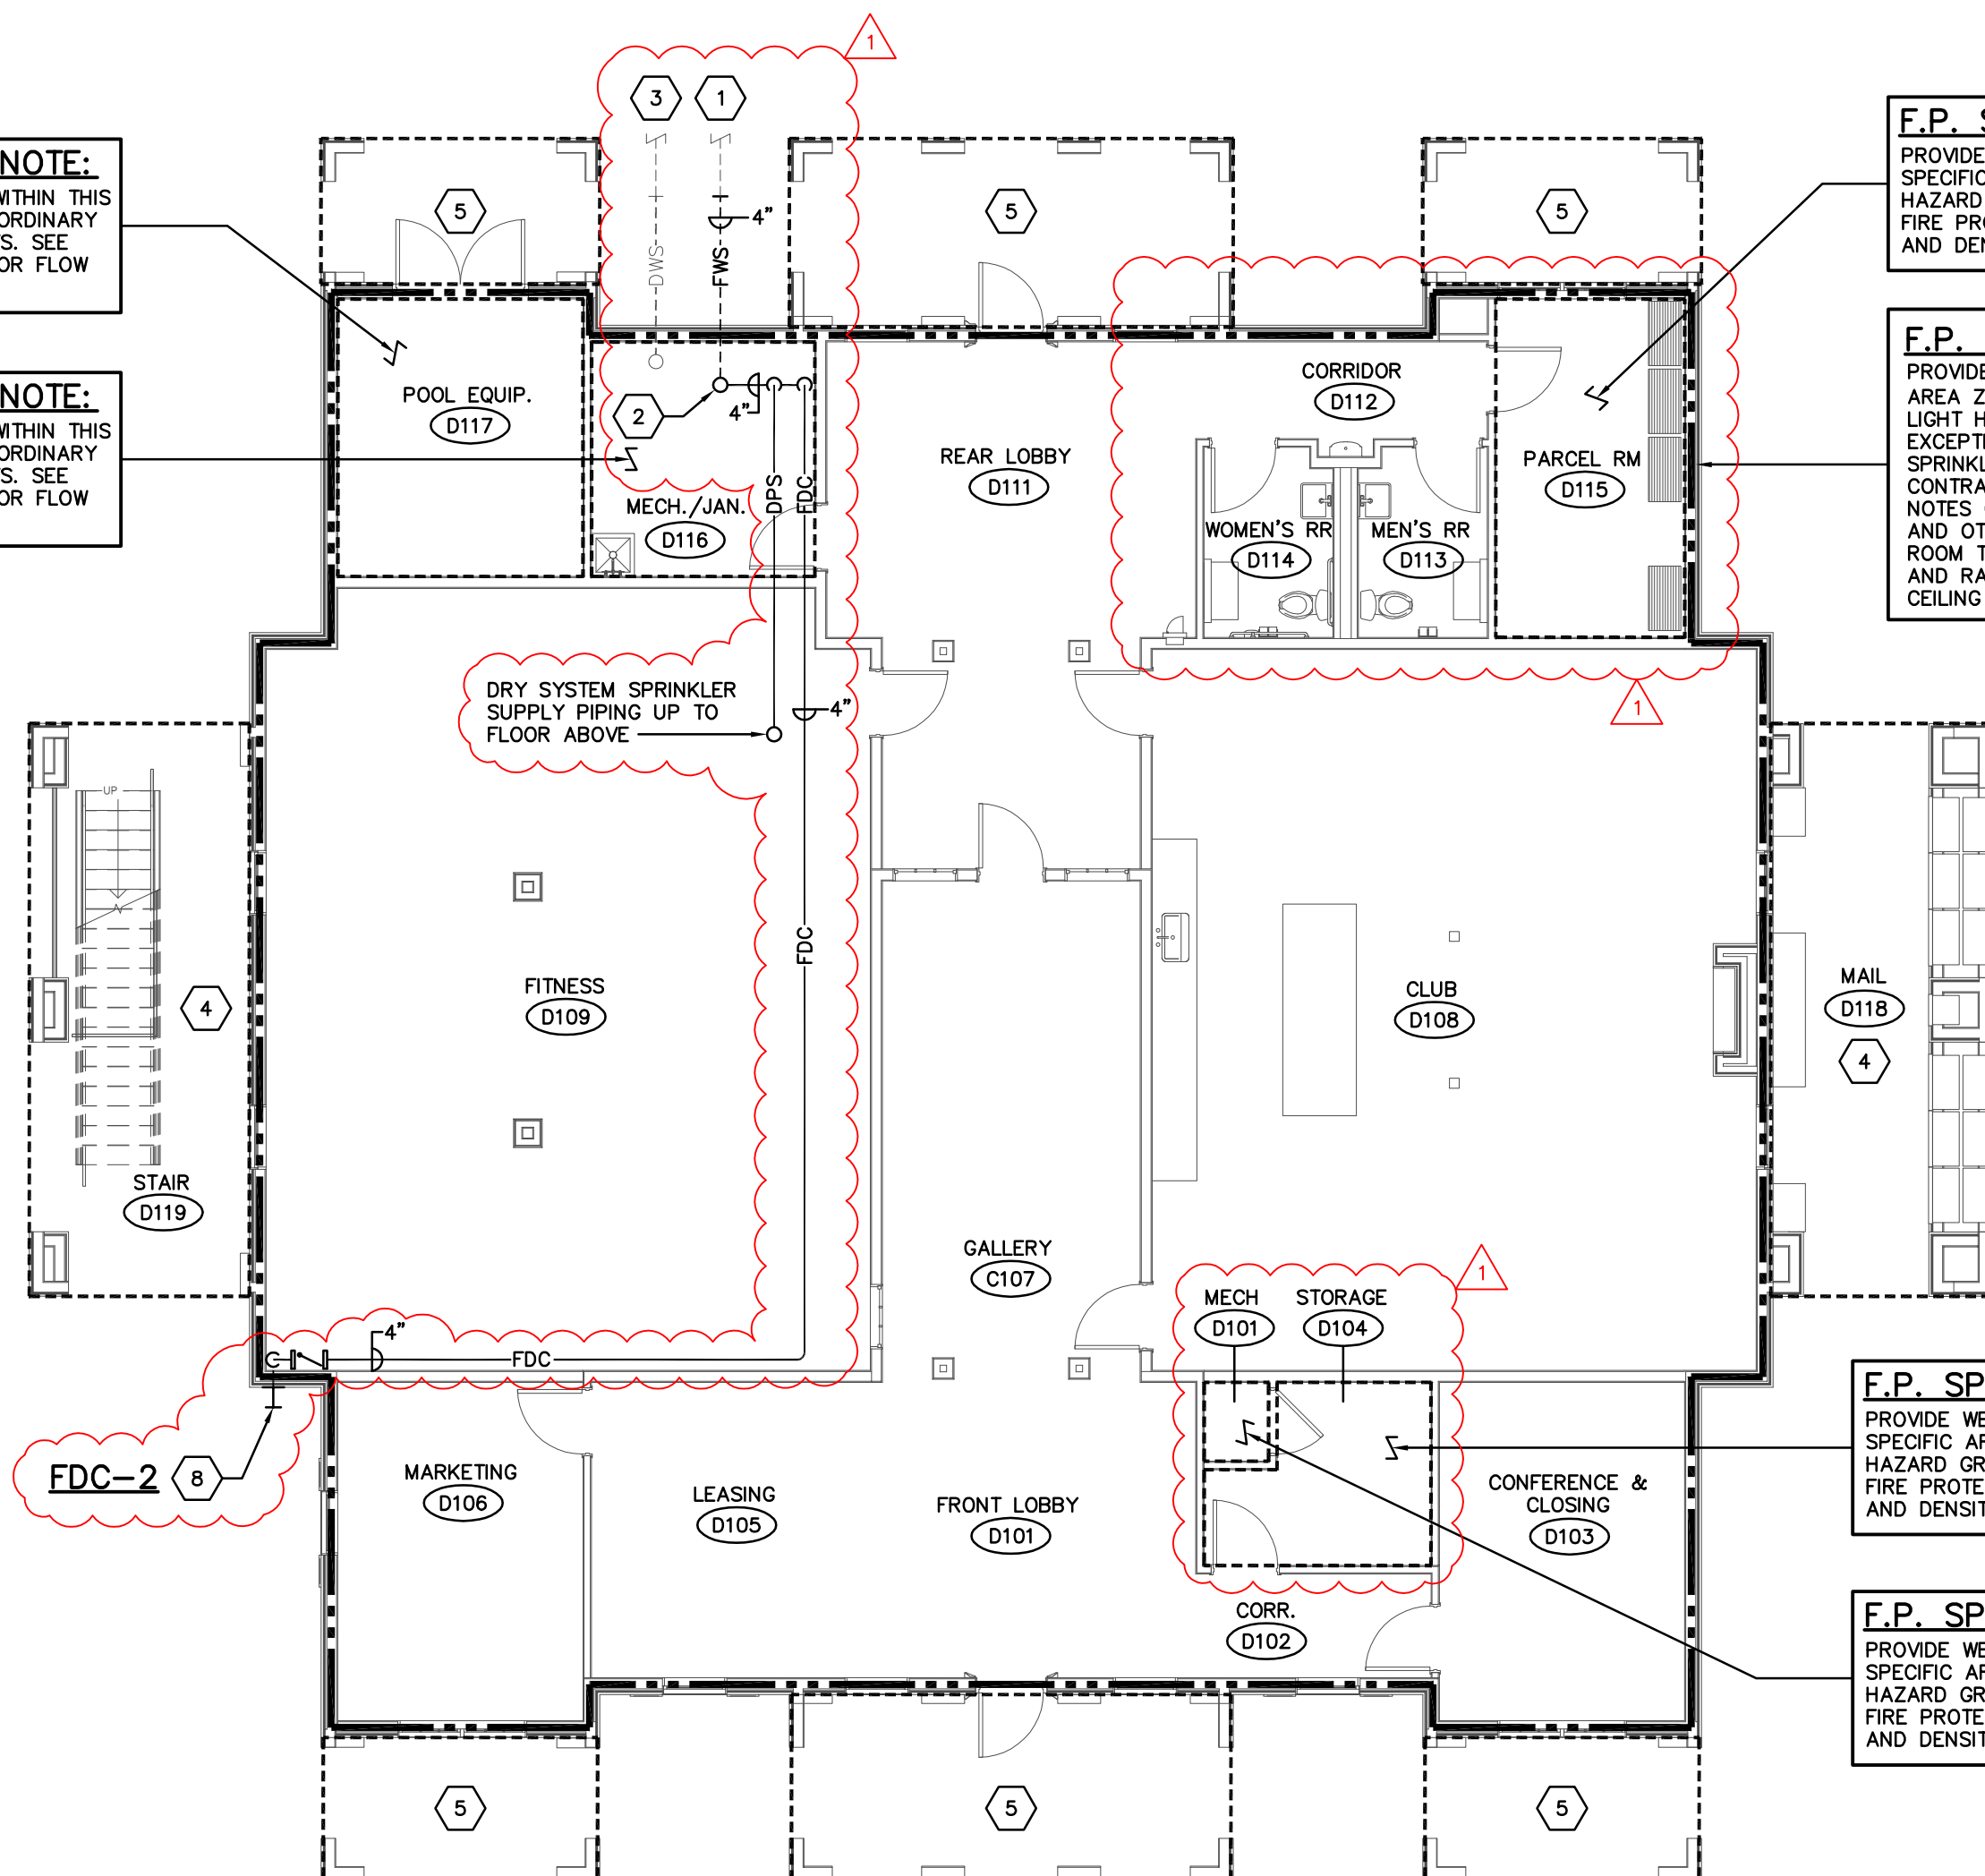 1
3
1
NOTE:
WITHIN THIS
ORDINARY
S. SEE
OR FLOW
5
5
5
4"
DWS
FWS
F.P.
PROVIDE
SPECIFIC
HAZARD
FIRE
AND
NOTE:
WITHIN THIS
ORDINARY
S. SEE
OR FLOW
POOL EQUIP.
D117
2
4"
DPS
FDC
MECH./JAN.
D116
REAR LOBBY
D111
CORRIDOR
D112
WOMEN'S RR
D114
MEN'S RR
D113
PARCEL RM
D115
F.P.
PROVIDE
AREA Z
LIGHT H
EXCEPT
SPRINKL
CONTRA
NOTES
AND OT
ROOM T
AND RA
CEILING
1
DRY SYSTEM SPRINKLER
SUPPLY PIPING UP TO
FLOOR ABOVE
4"
UP
FDC
4
FITNESS
D109
CLUB
D108
MAIL
D118
4
STAIR
D119
GALLERY
C107
1
MECH
D101
STORAGE
D104
4"
FDC
FDC-2
8
MARKETING
D106
LEASING
D105
FRONT LOBBY
D101
CONFERENCE &
CLOSING
D103
CORR.
D102
F.P. SP
PROVIDE WE
SPECIFIC AR
HAZARD GR
FIRE PROTE
AND DENSIT
F.P. SP
PROVIDE WE
SPECIFIC AR
HAZARD GR
FIRE PROTE
AND DENSIT
5
5
5